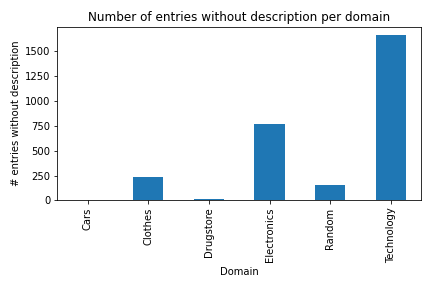 Number of entries without description per domain
# entries without description
1500
1250
1000
750
500
250
0
Cars
Clothes
Drugstore
Electronics
Random
Technology
Domain